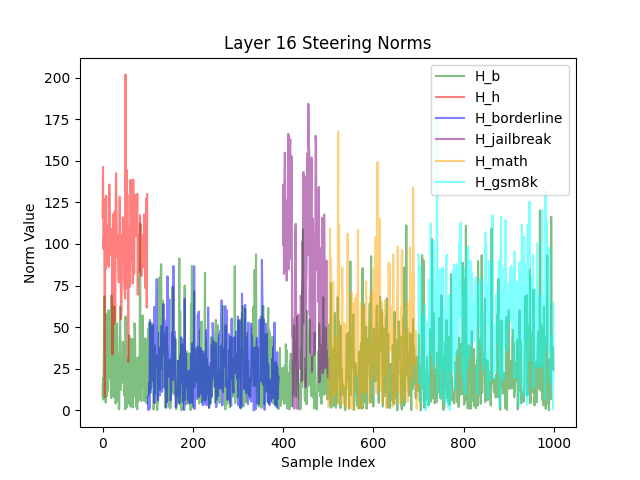 Layer 16 Steering Norms
200
175
150
125
100
75
50
25
0
Norm Value
H_b
H_h
H_borderline
H_jailbreak
H_math
H_gsm8k
0
200
400
600
800
1000
Sample Index